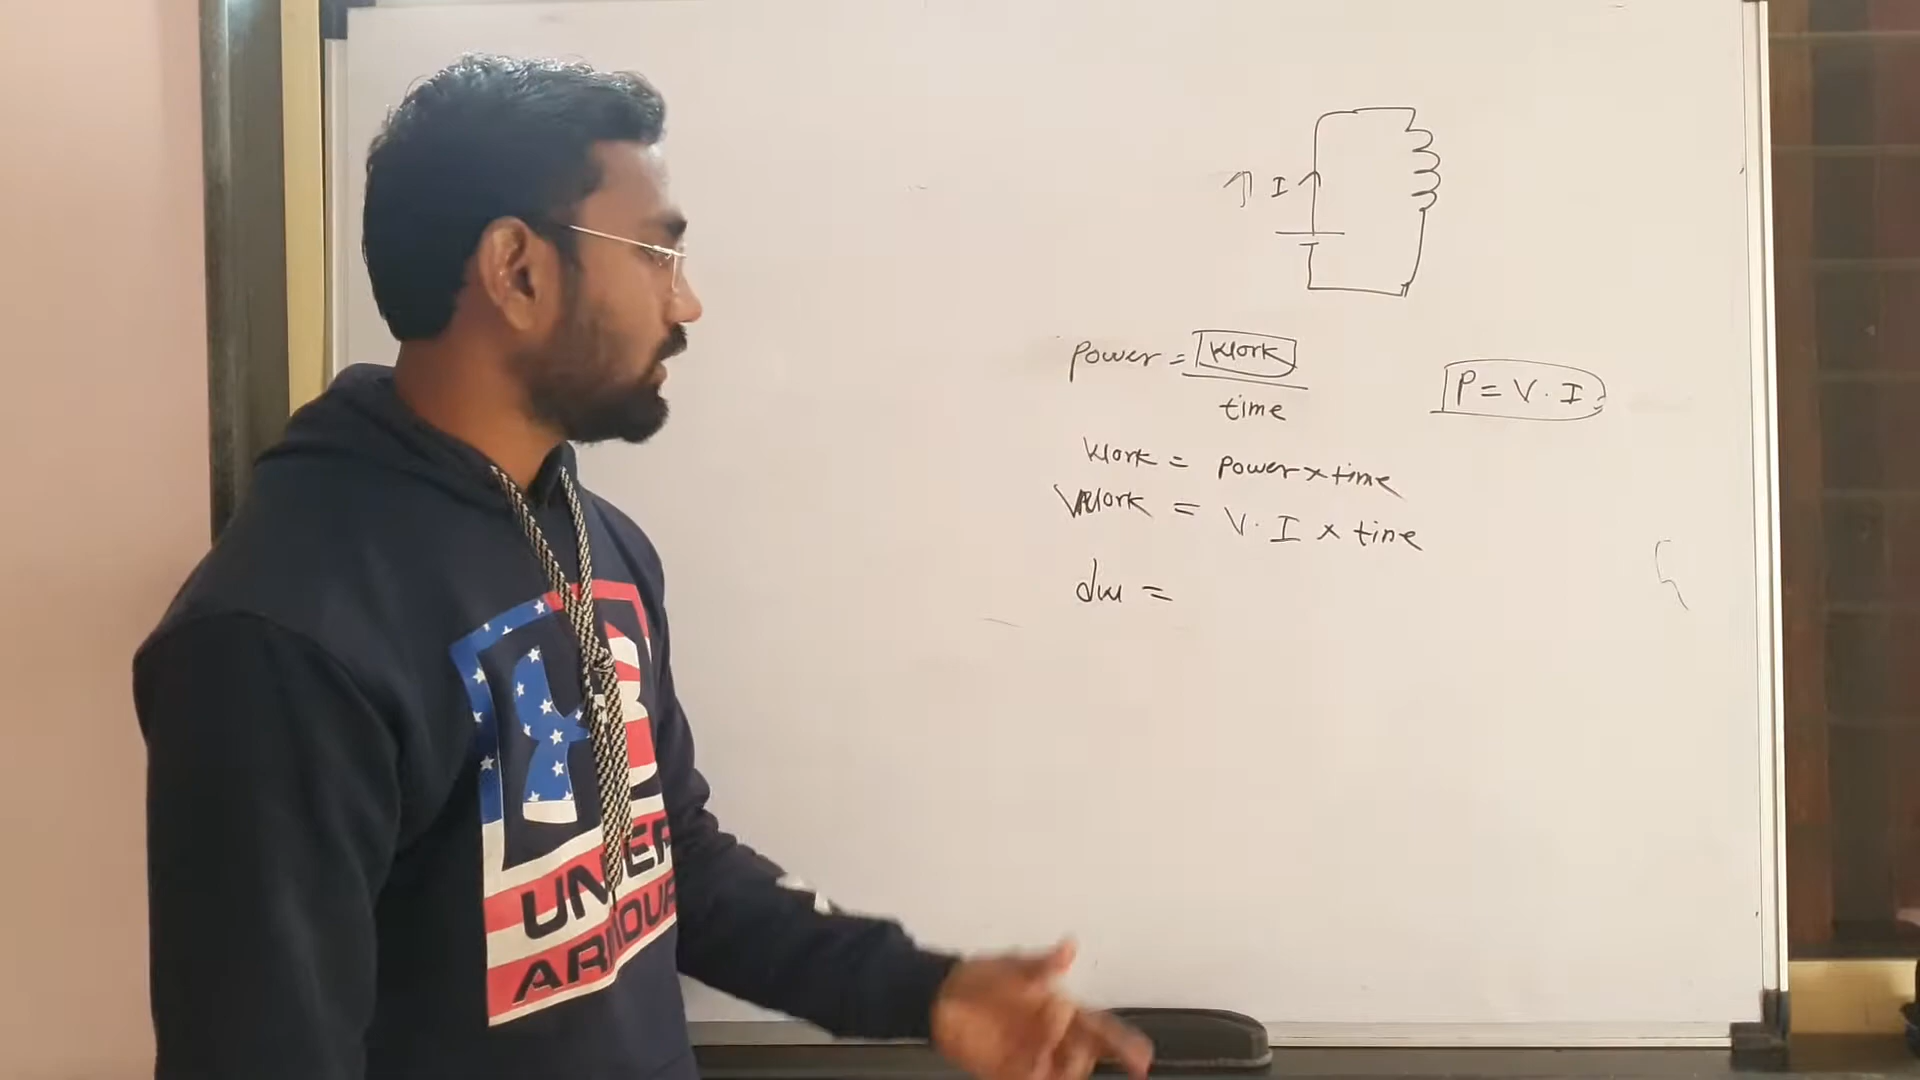 ↑ I
power = work
time
P = V · I
work = power × time
work = V · I × time
dw =
UNDER
ARMOUR